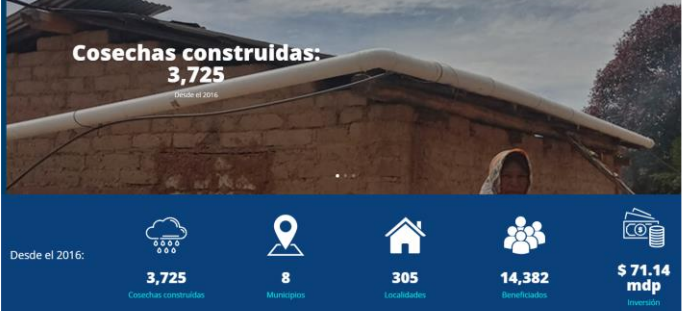 Cosechas construidas:
3,725
Desde el 2016
Desde el 2016:
3,725
Cosechas construídas
8
Municipios
305
Localidades
14,382
Beneficiados
$ 71.14
mdp
Inversión